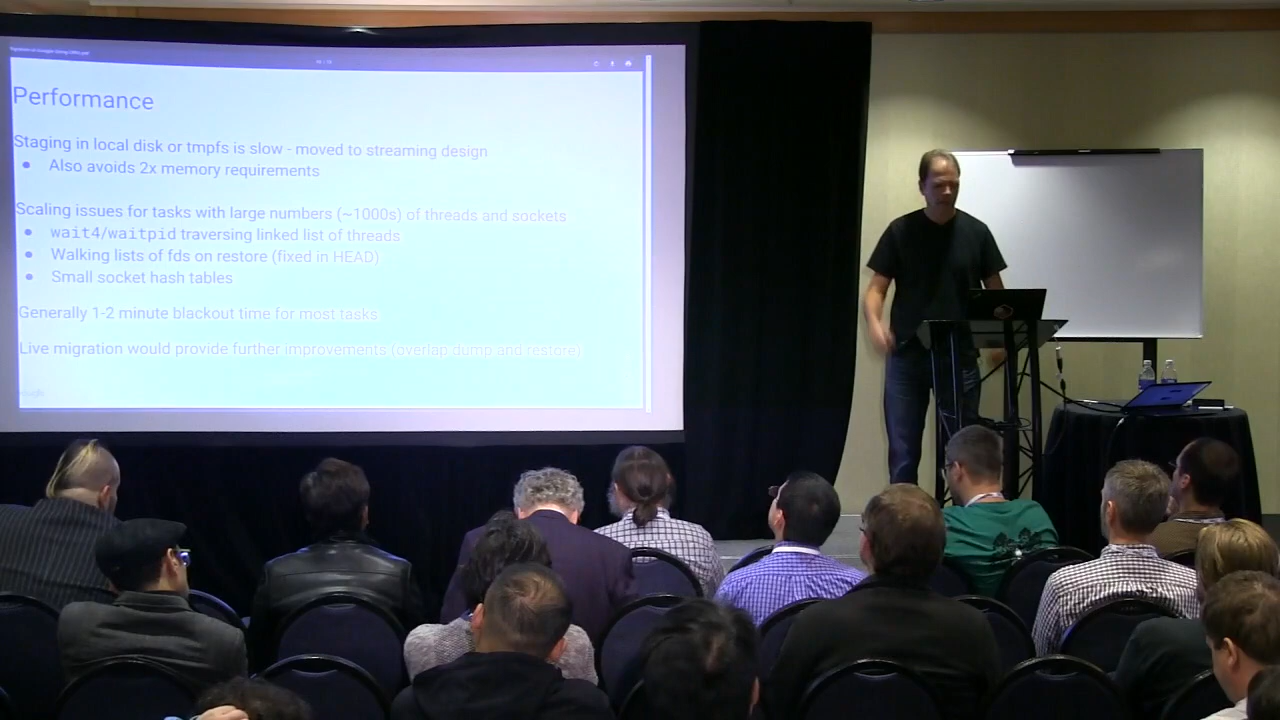 Performance
Staging in local disk or tmpfs is slow - moved to streaming design
● Also avoids 2x memory requirements
Scaling issues for tasks with large numbers (~1000s) of threads and sockets
● wait4/waitpid traversing linked list of threads
● Walking lists of fds on restore (fixed in HEAD)
● Small socket hash tables
Generally 1-2 minute blackout time for most tasks
Live migration would provide further improvements (overlap dump and restore)
Google